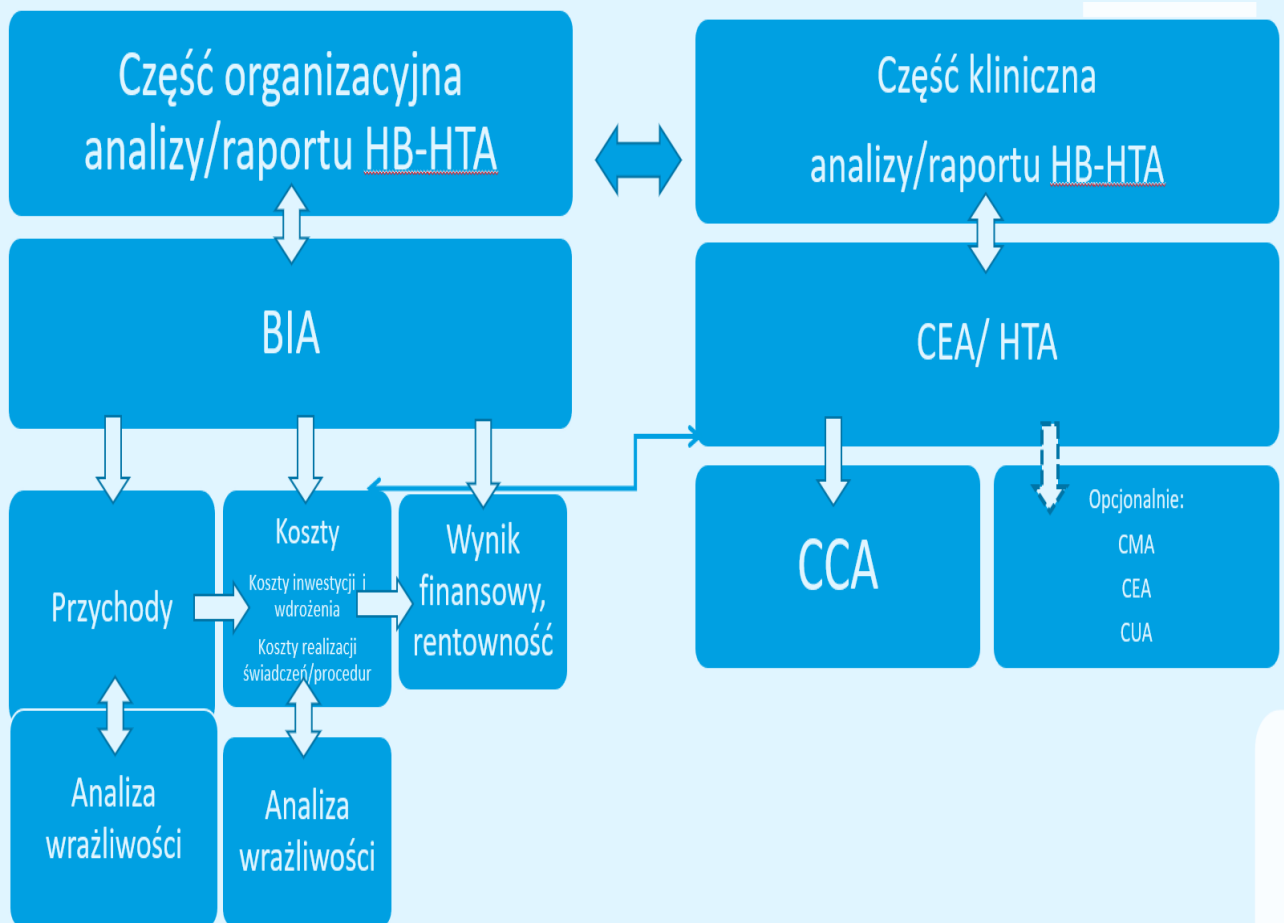 Część organizacyjna
analizy/raportu HB-HTA
Część kliniczna
analizy/raportu HB-HTA
BIA
CEA/ HTA
Przychody
Koszty
Koszty inwestycji i
wdrożenia
Koszty realizacji
świadczeń/procedur
Wynik
finansowy,
rentowność
CCA
Opcjonalnie:
CMA
CEA
CUA
Analiza
wrażliwości
Analiza
wrażliwości